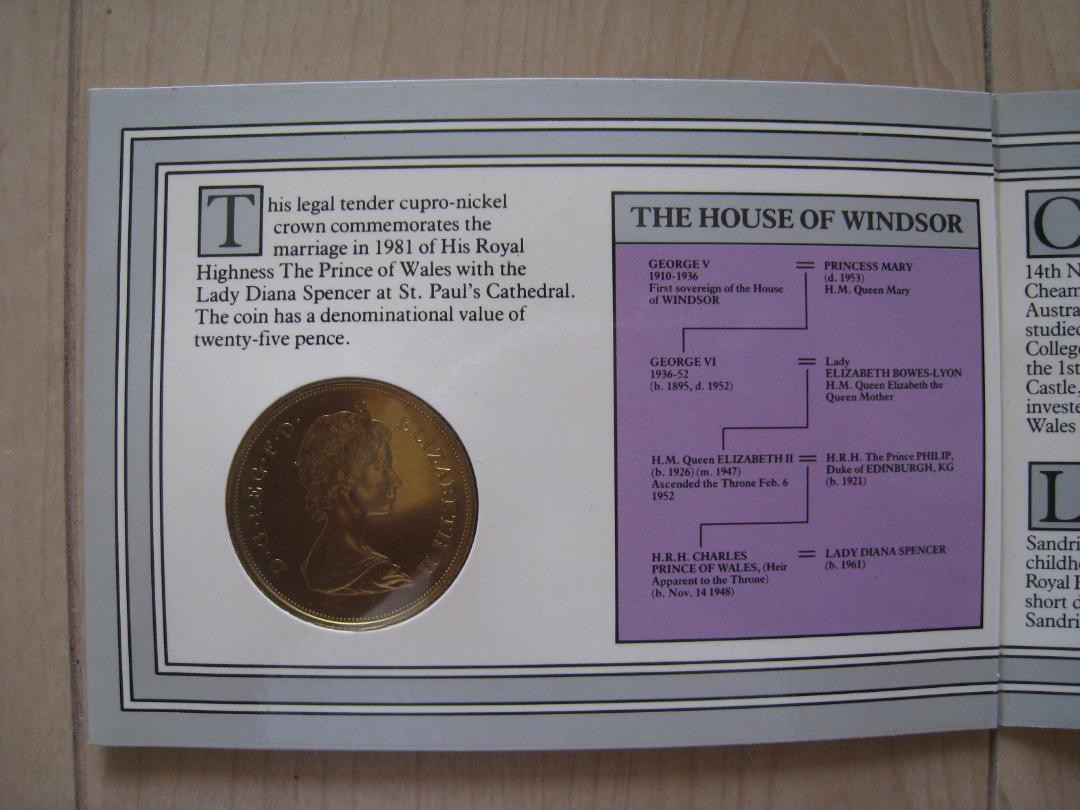 This legal tender cupro-nickel
crown commemorates the
marriage in 1981 of His Royal
Highness The Prince of Wales with the
Lady Diana Spencer at St. Paul's Cathedral.
The coin has a denominational value of
twenty-five pence.
D·G·REG·F·D· ELIZABETH II
THE HOUSE OF WINDSOR
GEORGE V
1910-1936
First sovereign of the House
of WINDSOR
PRINCESS MARY
(d. 1953)
H.M. Queen Mary
GEORGE VI
1936-52
(b. 1895, d. 1952)
Lady
ELIZABETH BOWES-LYON
H.M. Queen Elizabeth the
Queen Mother
H.M. Queen ELIZABETH II
(b. 1926) (m. 1947)
Ascended the Throne Feb. 6
1952
H.R.H. The Prince PHILIP,
Duke of EDINBURGH, KG
(b. 1921)
H.R.H. CHARLES
PRINCE OF WALES, (Heir
Apparent to the Throne)
(b. Nov. 14 1948)
LADY DIANA SPENCER
(b. 1961)
C
14th N
Cheam
Austra
studied
College
the 1st
Castle,
investe
Wales
L
Sandri
childho
Royal
short d
Sandri